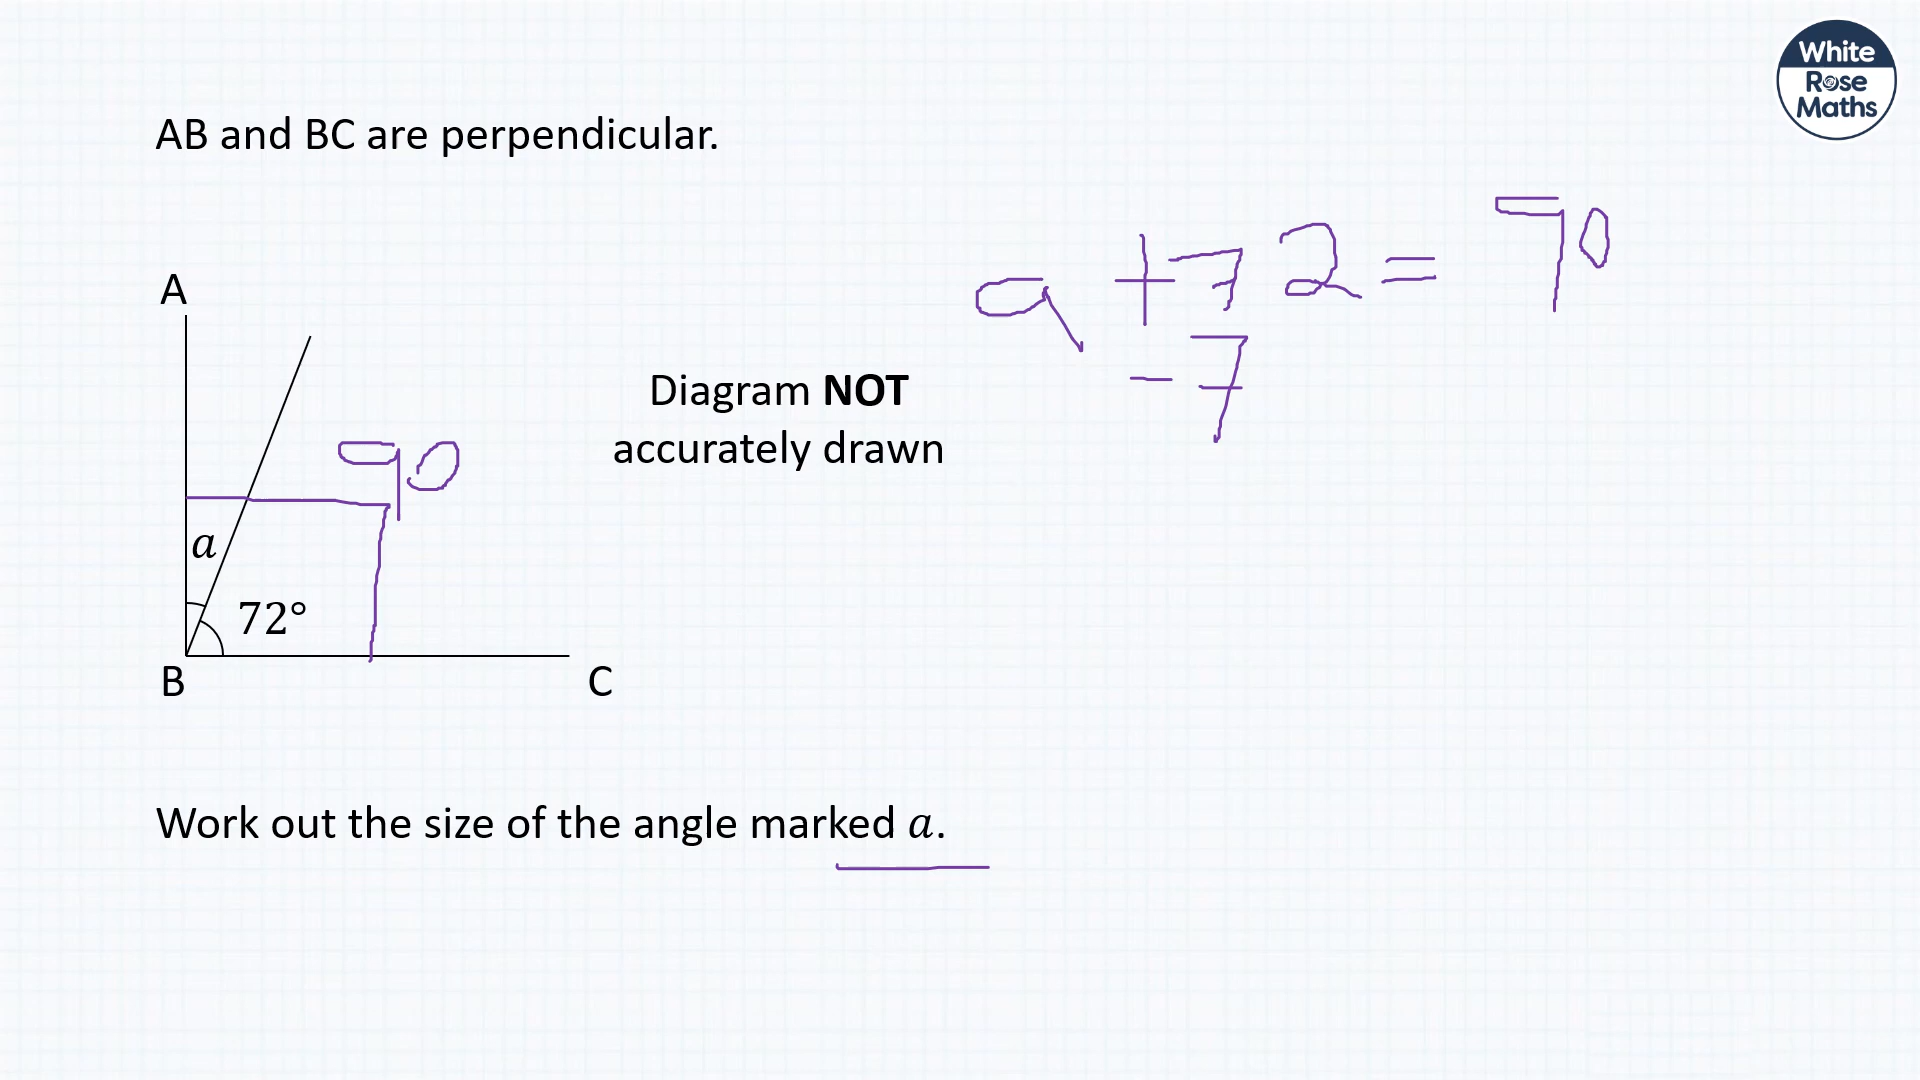 White
Rose
Maths
AB and BC are perpendicular.
a + 72 = 90
- 7
A
Diagram NOT
accurately drawn
90
a
72°
B
C
Work out the size of the angle marked a.